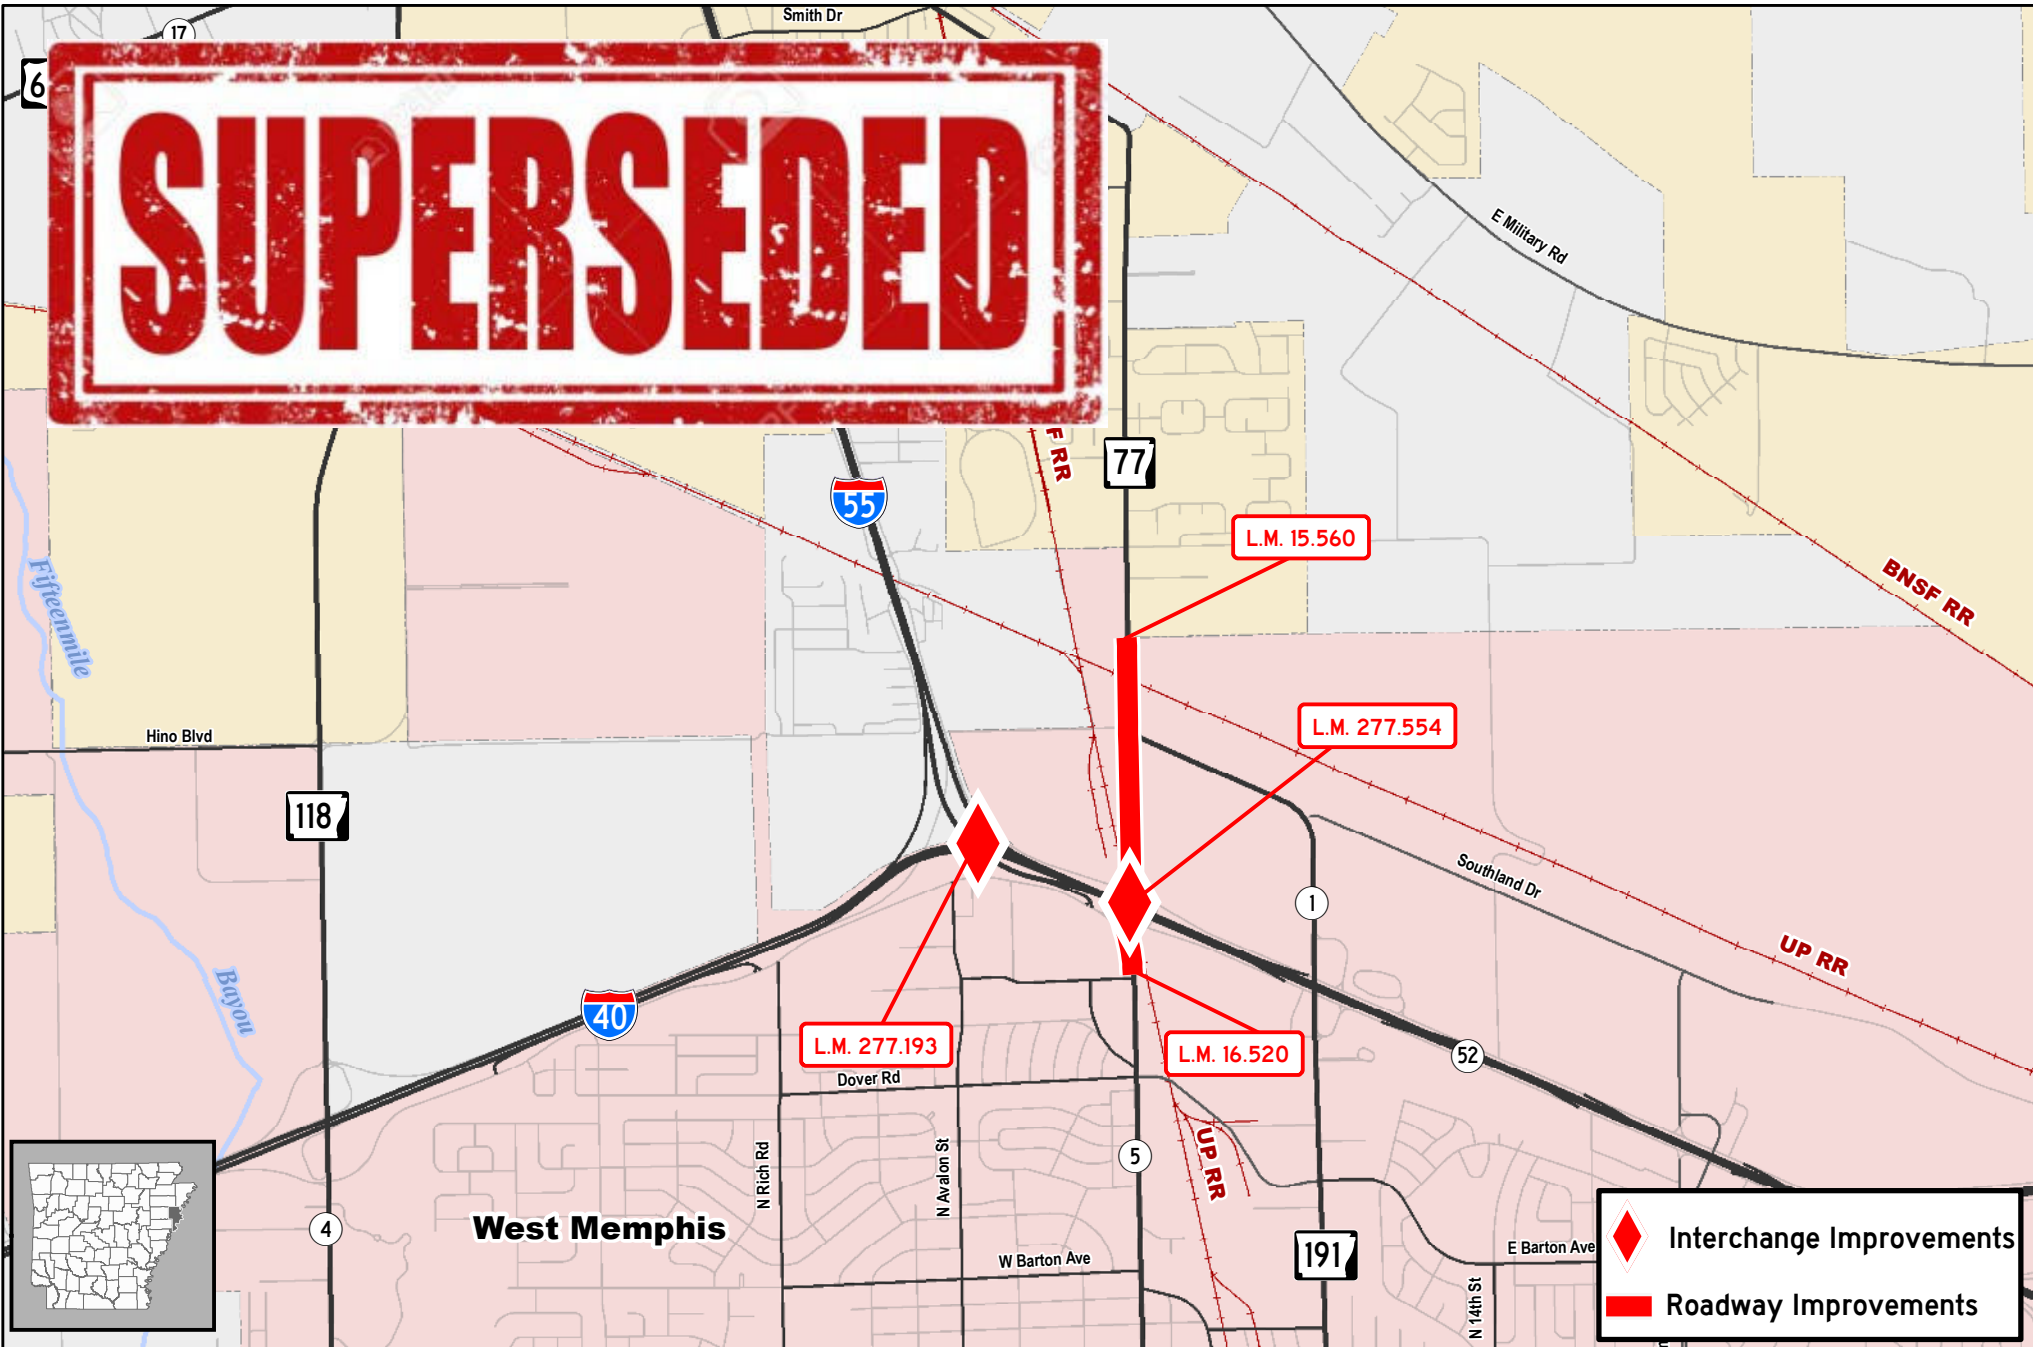 Smith Dr
17
6
SUPERSEDED
E Military Rd
F RR
77
55
L.M. 15.560
BNSF RR
Fifteenmile
L.M. 277.554
Hino Blvd
118
Southland Dr
1
UP RR
Bayou
40
L.M. 277.193
L.M. 16.520
52
Dover Rd
N Rich Rd
N Avalon St
5
UP RR
4
West Memphis
W Barton Ave
191
E Barton Ave
N 14th St
Interchange Improvements
Roadway Improvements